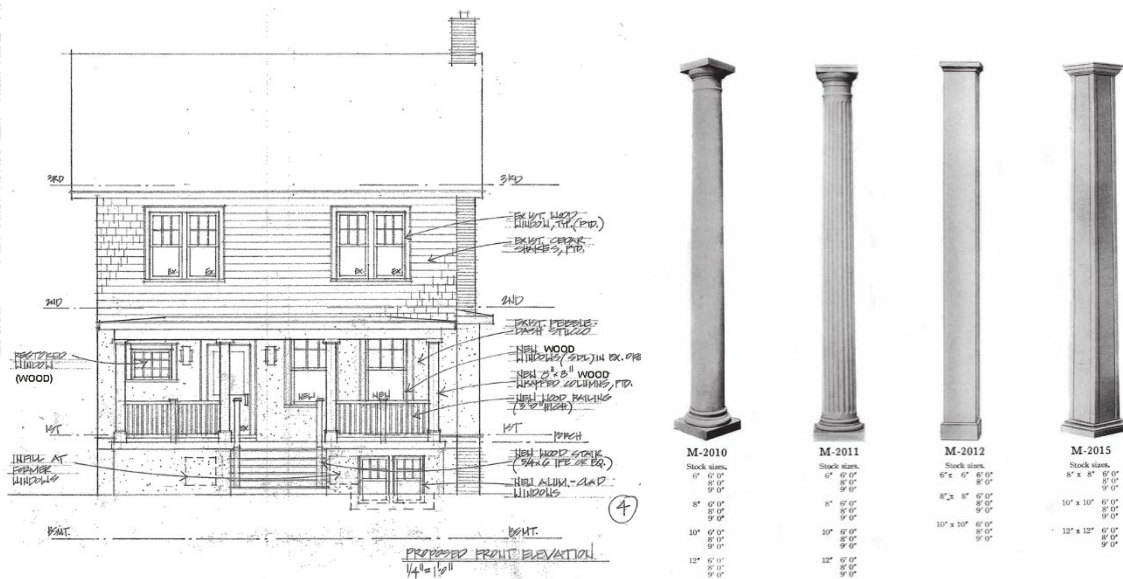 3RD
3RD
EXIST. WOOD
WINDOW, TYP. (PTD.)
EXIST. CEDAR
SHAKES, PTD.
EX.
EX.
EX.
EX.
2ND
2ND
EXIST. PEBBLE-
DASH STUCCO
NEW WOOD
WINDOWS (SDL) IN EX.
NEW 8"x8" WOOD
WRAPPED COLUMNS, PTD.
NEW WOOD RAILING
(3'0" HIGH)
RESTORED
WINDOW
(WOOD)
NEW
NEW
EX
1ST
1ST
PORCH
INFILL AT
FORMER
WINDOWS
NEW WOOD STAIR
(5/4x6 IPE OR EQ.)
NEW ALUM.-CLAD
WINDOWS
4
BSMT.
BSMT.
PROPOSED FRONT ELEVATION
1/4"=1'0"
M-2010
Stock sizes.
6" 6' 0"
8' 0"
9' 0"
8" 6' 0"
8' 0"
9' 0"
10" 6' 0"
8' 0"
9' 0"
12" 6' 0"
8' 0"
9' 0"
M-2011
Stock sizes.
6" 6' 0"
8' 0"
9' 0"
8" 6' 0"
8' 0"
9' 0"
10" 6' 0"
8' 0"
9' 0"
12" 6' 0"
8' 0"
9' 0"
M-2012
Stock sizes.
6" x 6" 6' 0"
8' 0"
9' 0"
8" x 8" 6' 0"
8' 0"
9' 0"
10" x 10" 6' 0"
8' 0"
9' 0"
M-2015
Stock sizes.
8" x 8" 6' 0"
8' 0"
9' 0"
10" x 10" 6' 0"
8' 0"
9' 0"
12" x 12" 6' 0"
8' 0"
9' 0"